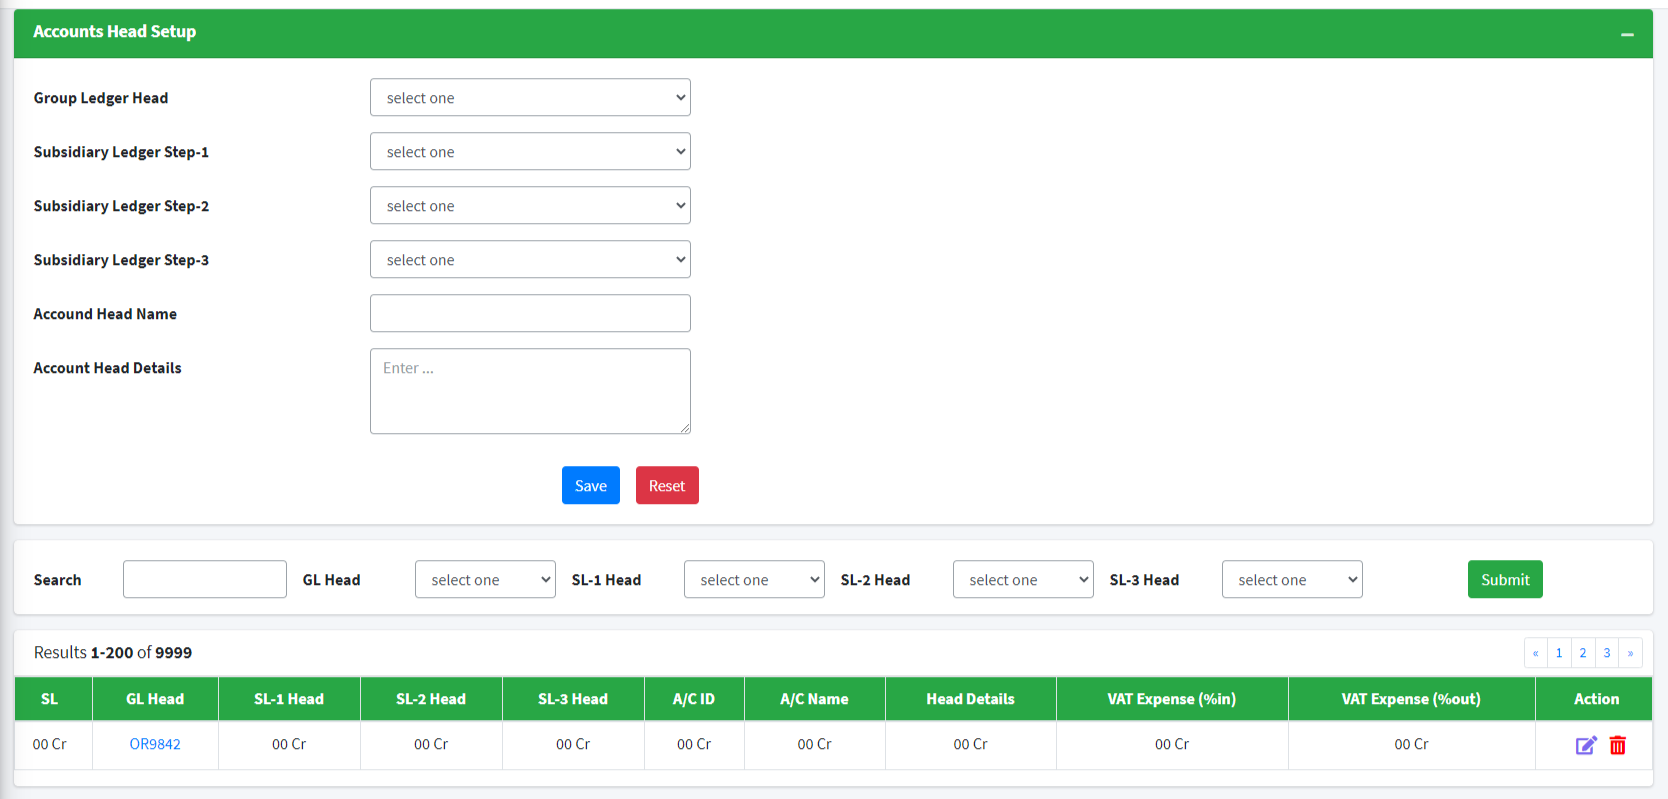 Accounts Head Setup
Group Ledger Head select one
Subsidiary Ledger Step-1 select one
Subsidiary Ledger Step-2 select one
Subsidiary Ledger Step-3 select one
Accound Head Name
Account Head Details Enter ...
Save Reset
Search GL Head select one SL-1 Head select one SL-2 Head select one SL-3 Head select one Submit
Results 1-200 of 9999 « 1 2 3 »
SL GL Head SL-1 Head SL-2 Head SL-3 Head A/C ID A/C Name Head Details VAT Expense (%in) VAT Expense (%out) Action
00 Cr OR9842 00 Cr 00 Cr 00 Cr 00 Cr 00 Cr 00 Cr 00 Cr 00 Cr